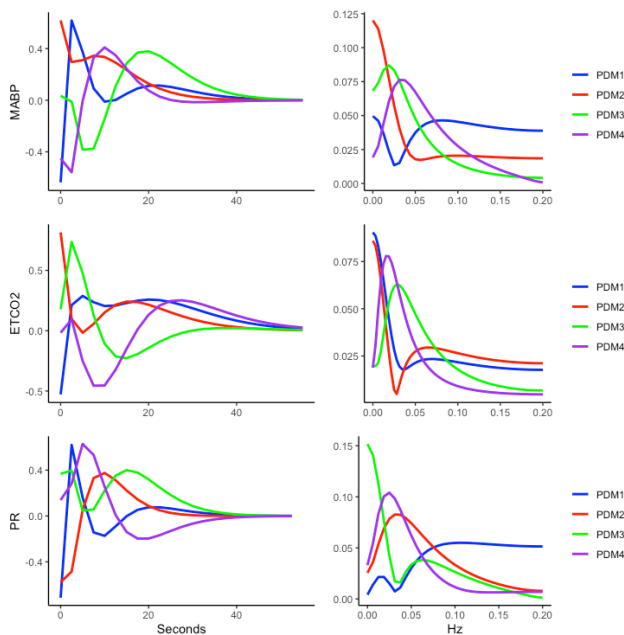 MABP
0.4
0.0
-0.4
0
20
40
0.125
0.100
0.075
0.050
0.025
0.000
0.00
0.05
0.10
0.15
0.20
PDM1
PDM2
PDM3
PDM4
ETCO2
0.5
0.0
-0.5
0
20
40
0.075
0.050
0.025
0.00
0.05
0.10
0.15
0.20
PDM1
PDM2
PDM3
PDM4
PR
0.4
0.0
-0.4
0
20
40
Seconds
0.15
0.10
0.05
0.00
0.00
0.05
0.10
0.15
0.20
Hz
PDM1
PDM2
PDM3
PDM4